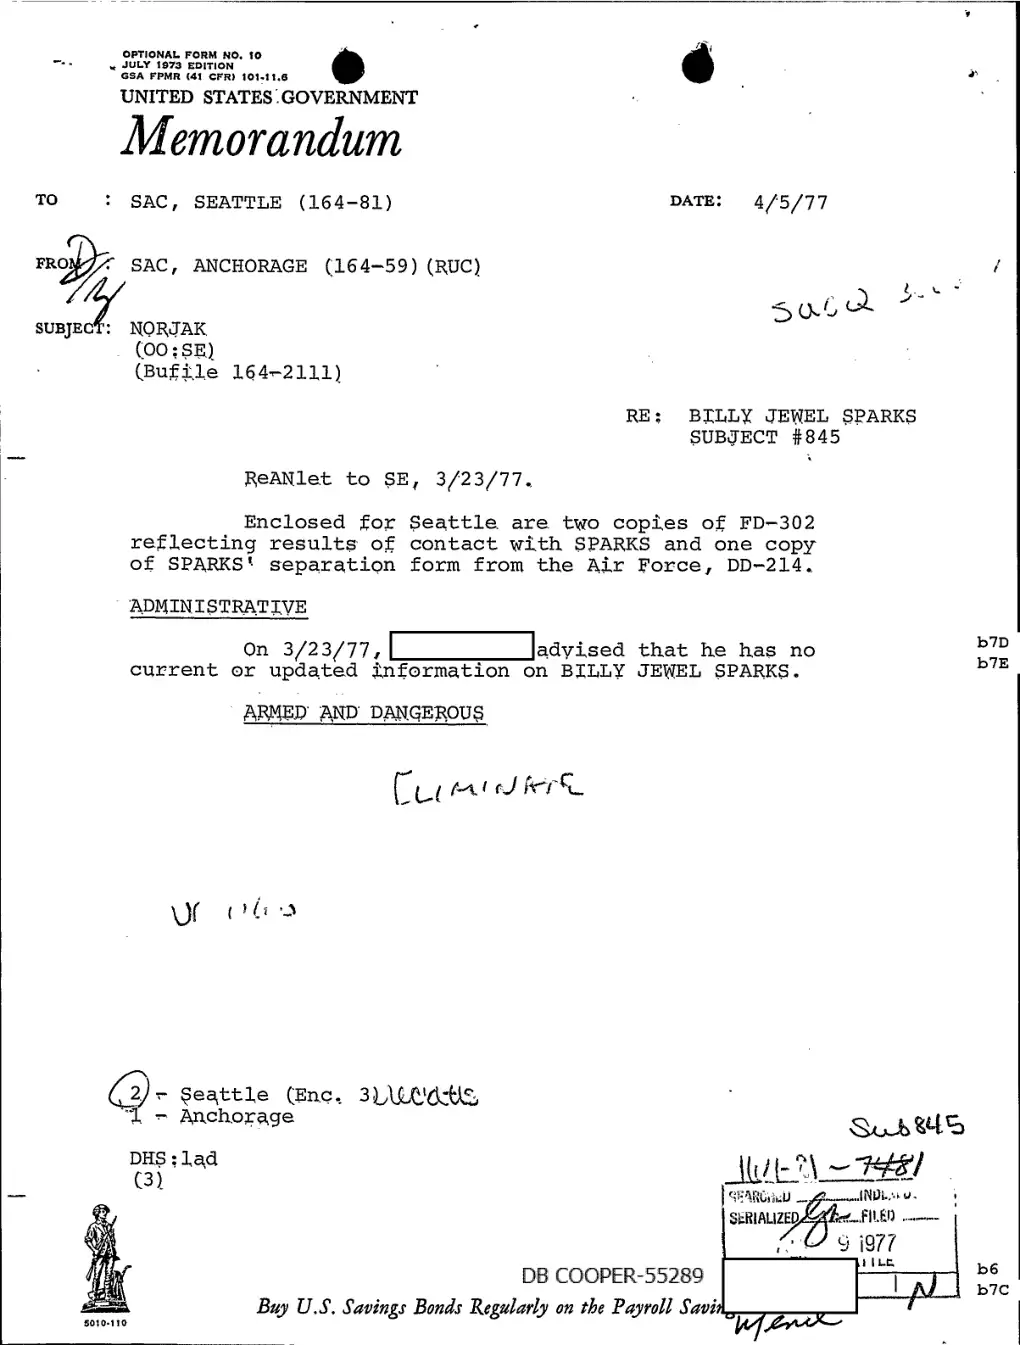 OPTIONAL FORM NO. 10
JULY 1973 EDITION
GSA FPMR (41 CFR) 101-11.6
UNITED STATES GOVERNMENT
Memorandum
TO : SAC, SEATTLE (164-81) DATE: 4/5/77
FROM : SAC, ANCHORAGE (164-59) (RUC)
SUBJECT: NORJAK
(OO:SE)
(Bufile 164-2111)
RE: BILLY JEWEL SPARKS
SUBJECT #845
ReANlet to SE, 3/23/77.
Enclosed for Seattle are two copies of FD-302
reflecting results of contact with SPARKS and one copy
of SPARKS' separation form from the Air Force, DD-214.
ADMINISTRATIVE
On 3/23/77, advised that he has no b7D
current or updated information on BILLY JEWEL SPARKS. b7E
ARMED AND DANGEROUS
ELIMINATE
2 - Seattle (Enc. 3)
1 - Anchorage
Sub 845
DHS:lad
(3)
164-81-7481
SEARCHED INDEXED
SERIALIZED FILED
9 1977
b6
DB COOPER-55289
b7C
Buy U.S. Savings Bonds Regularly on the Payroll
5010-110